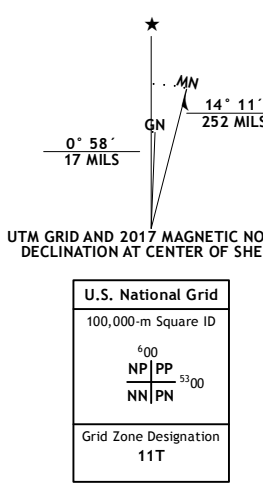 ★
MN
GN
14° 11´
252 MILS
0° 58´
17 MILS
UTM GRID AND 2017 MAGNETIC NO
DECLINATION AT CENTER OF SHE
U.S. National Grid
100,000-m Square ID
⁶00
NP PP
⁵³00
NN PN
Grid Zone Designation
11T